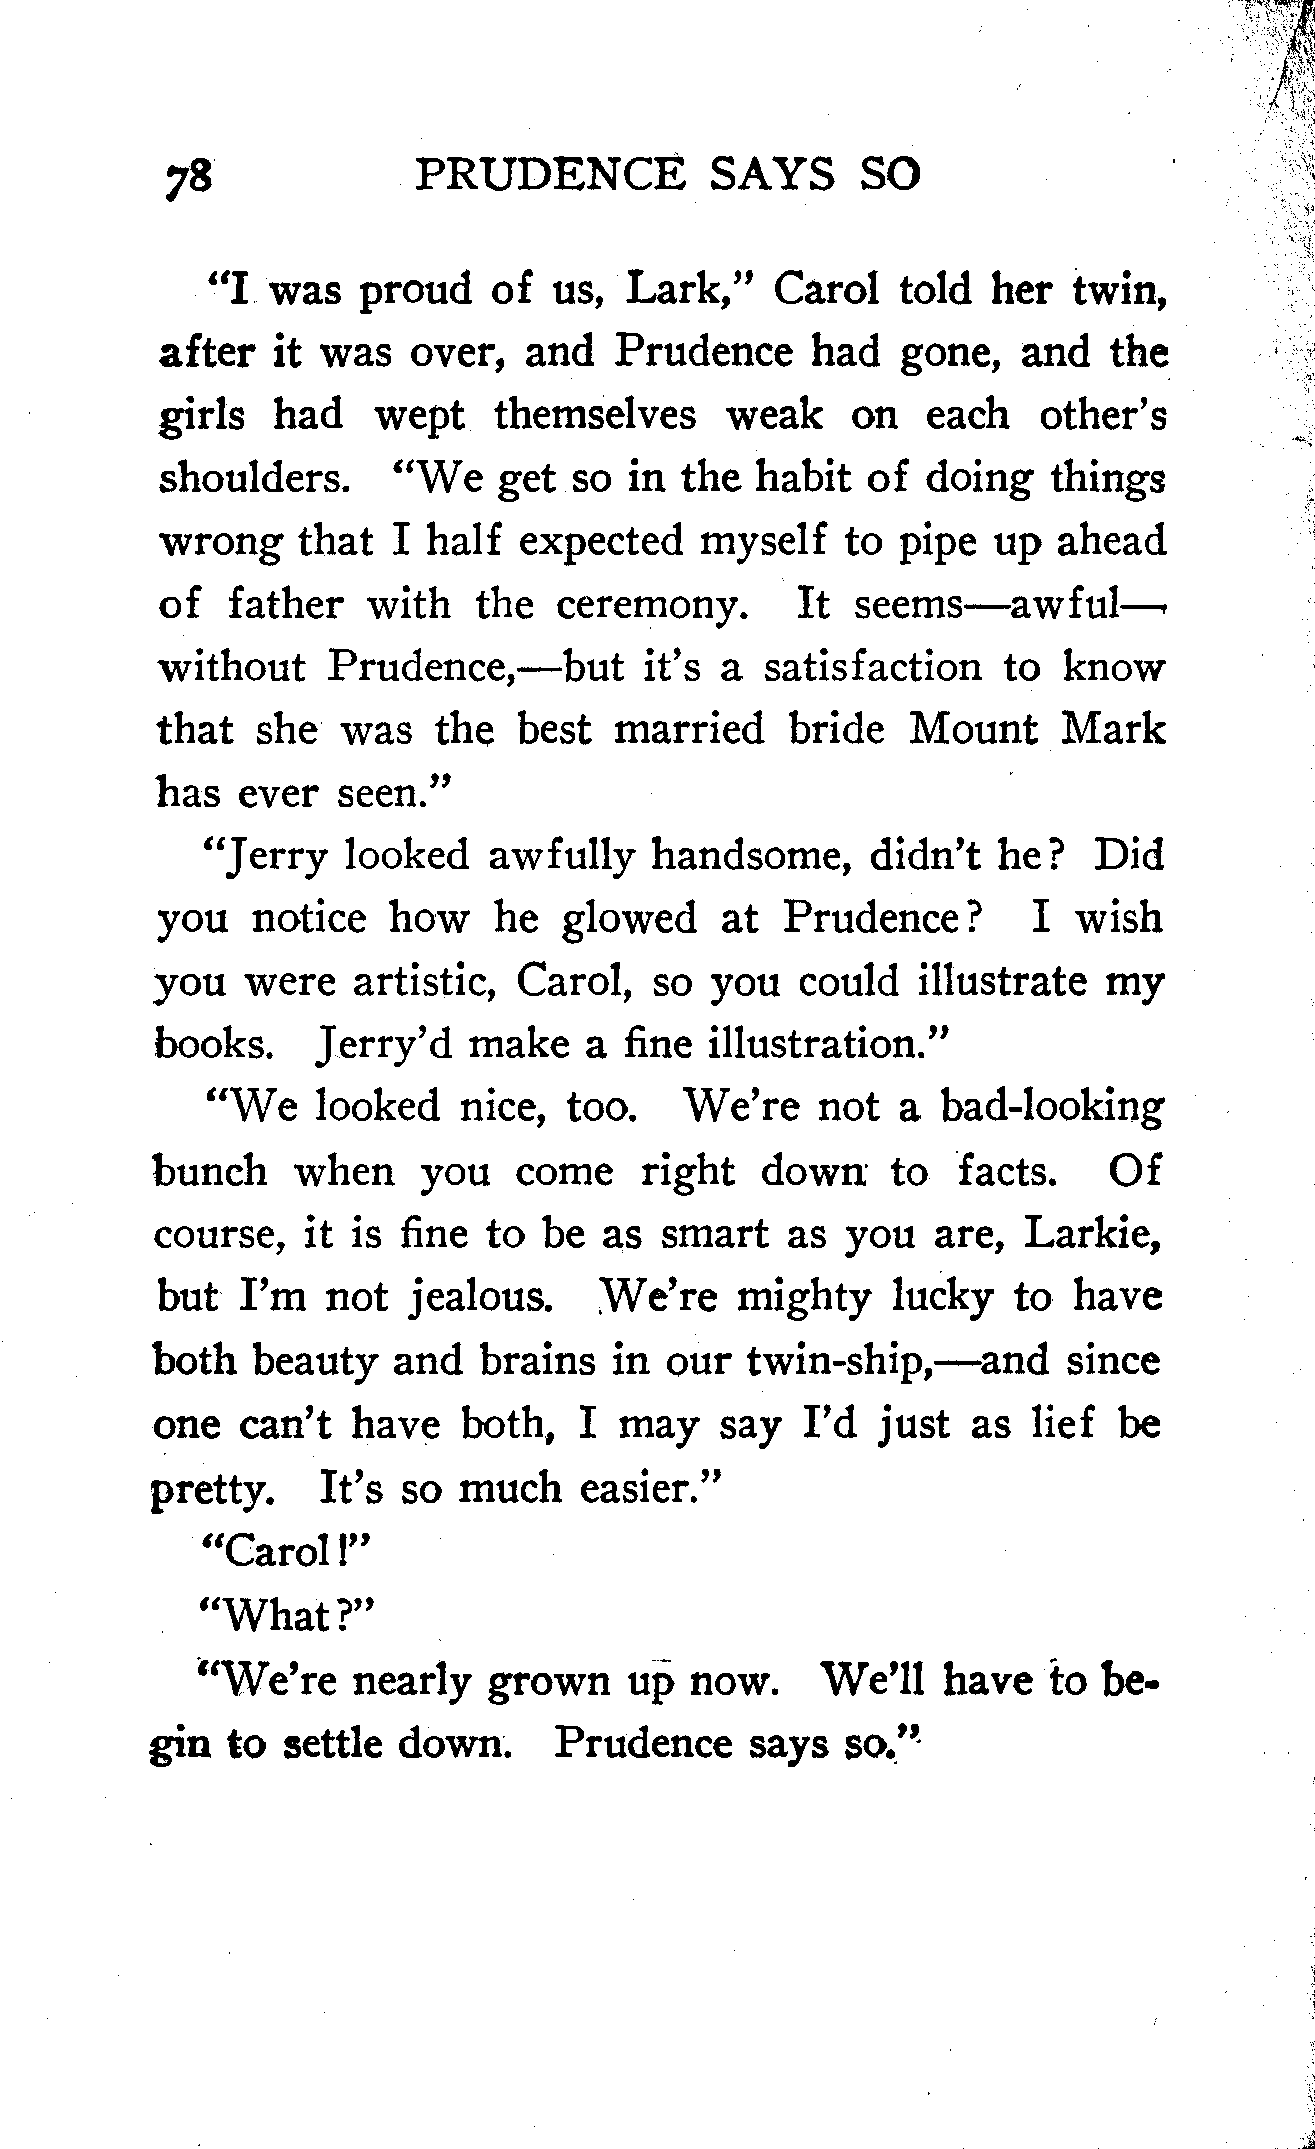 78 PRUDENCE SAYS SO
“I was proud of us, Lark,” Carol told her twin,
after it was over, and Prudence had gone, and the
girls had wept themselves weak on each other’s
shoulders. “We get so in the habit of doing things
wrong that I half expected myself to pipe up ahead
of father with the ceremony. It seems—awful—
without Prudence,—but it’s a satisfaction to know
that she was the best married bride Mount Mark
has ever seen.”
“Jerry looked awfully handsome, didn’t he? Did
you notice how he glowed at Prudence? I wish
you were artistic, Carol, so you could illustrate my
books. Jerry’d make a fine illustration.”
“We looked nice, too. We’re not a bad-looking
bunch when you come right down to facts. Of
course, it is fine to be as smart as you are, Larkie,
but I’m not jealous. We’re mighty lucky to have
both beauty and brains in our twin-ship,—and since
one can’t have both, I may say I’d just as lief be
pretty. It’s so much easier.”
“Carol!”
“What?”
“We’re nearly grown up now. We’ll have to be-
gin to settle down. Prudence says so.”